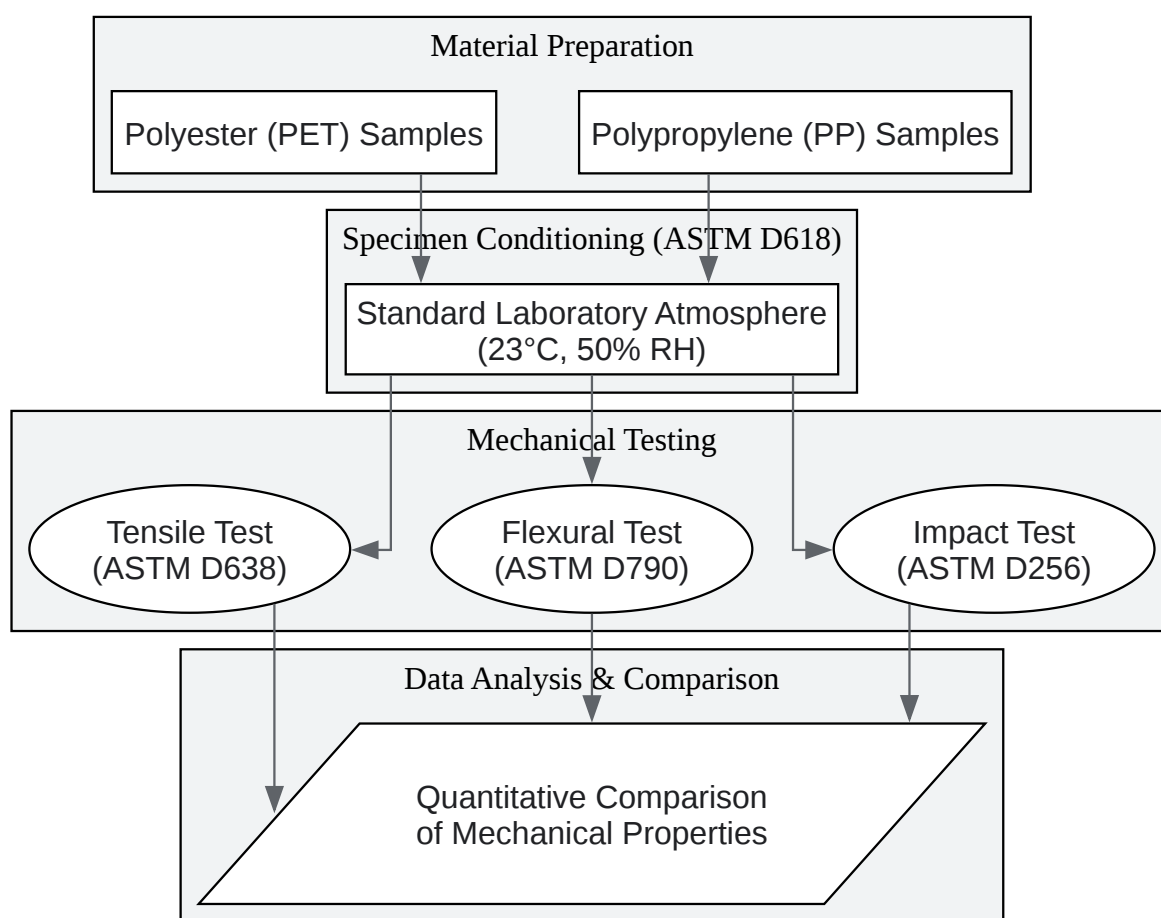 Material Preparation
Polyester (PET) Samples
Polypropylene (PP) Samples
Specimen Conditioning (ASTM D618)
Standard Laboratory Atmosphere
(23°C, 50% RH)
Mechanical Testing
Tensile Test
(ASTM D638)
Flexural Test
(ASTM D790)
Impact Test
(ASTM D256)
Data Analysis & Comparison
Quantitative Comparison
of Mechanical Properties